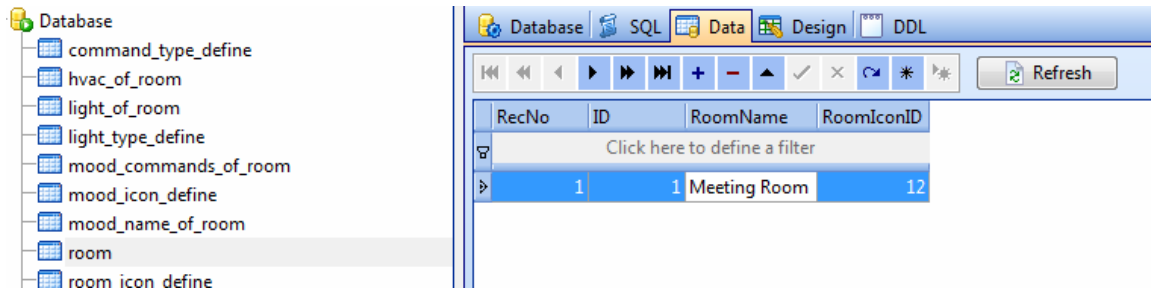 Database
command_type_define
hvac_of_room
light_of_room
light_type_define
mood_commands_of_room
mood_icon_define
mood_name_of_room
room
room_icon_define
Database SQL Data Design DDL
Refresh
RecNo ID RoomName RoomIconID
Click here to define a filter
1 1 Meeting Room 12